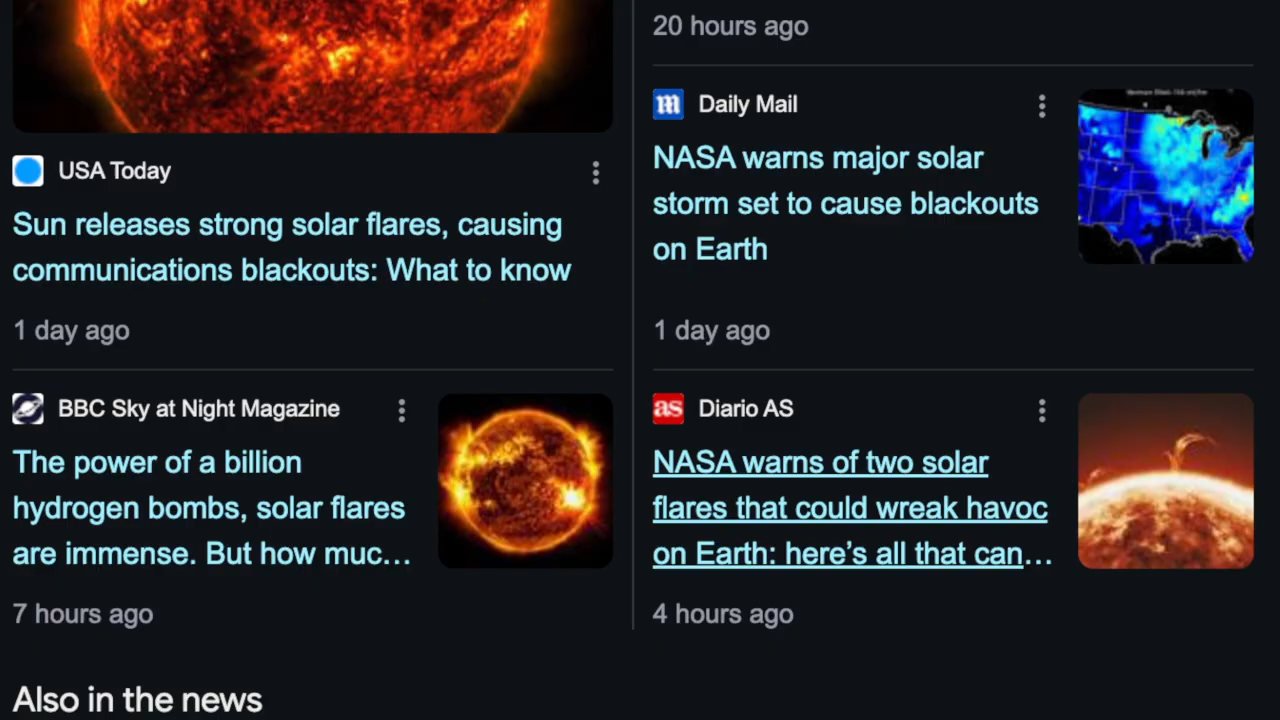 20 hours ago
USA Today
Sun releases strong solar flares, causing
communications blackouts: What to know
1 day ago
Daily Mail
NASA warns major solar
storm set to cause blackouts
on Earth
1 day ago
BBC Sky at Night Magazine
The power of a billion
hydrogen bombs, solar flares
are immense. But how muc...
7 hours ago
as
Diario AS
NASA warns of two solar
flares that could wreak havoc
on Earth: here’s all that can...
4 hours ago
Also in the news